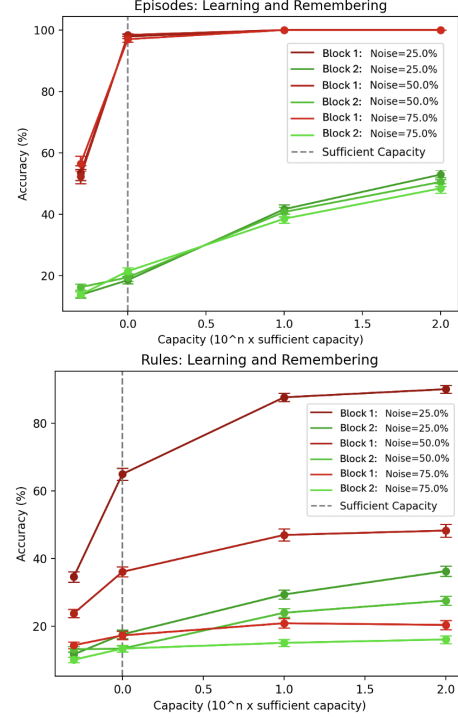 Episodes: Learning and Remembering
100
80
60
40
20
Accuracy (%)
Block 1: Noise=25.0%
Block 2: Noise=25.0%
Block 1: Noise=50.0%
Block 2: Noise=50.0%
Block 1: Noise=75.0%
Block 2: Noise=75.0%
Sufficient Capacity
0.0 0.5 1.0 1.5 2.0
Capacity (10^n x sufficient capacity)
Rules: Learning and Remembering
80
60
40
20
Accuracy (%)
Block 1: Noise=25.0%
Block 2: Noise=25.0%
Block 1: Noise=50.0%
Block 2: Noise=50.0%
Block 1: Noise=75.0%
Block 2: Noise=75.0%
Sufficient Capacity
0.0 0.5 1.0 1.5 2.0
Capacity (10^n x sufficient capacity)